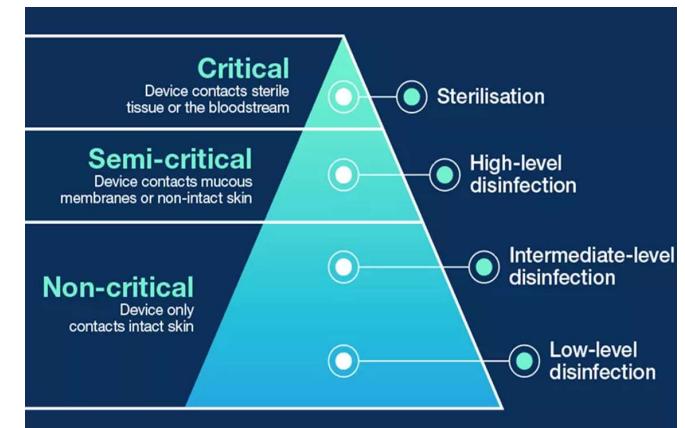 Critical
Device contacts sterile
tissue or the bloodstream
Sterilisation
Semi-critical
Device contacts mucous
membranes or non-intact skin
High-level
disinfection
Non-critical
Device only
contacts intact skin
Intermediate-level
disinfection
Low-level
disinfection